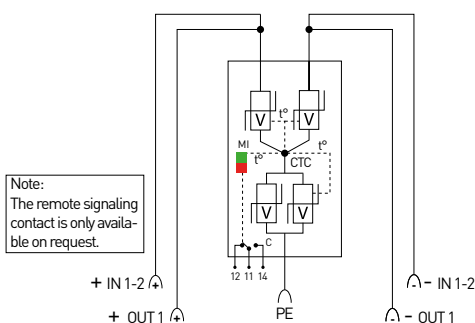 V V
t°
t°
MI
t°
CTC
V V
C
12 11 14
Note:
The remote signaling
contact is only availa-
ble on request.
+ IN 1-2 +
- - IN 1-2
+ OUT 1 +
PE
- - OUT 1